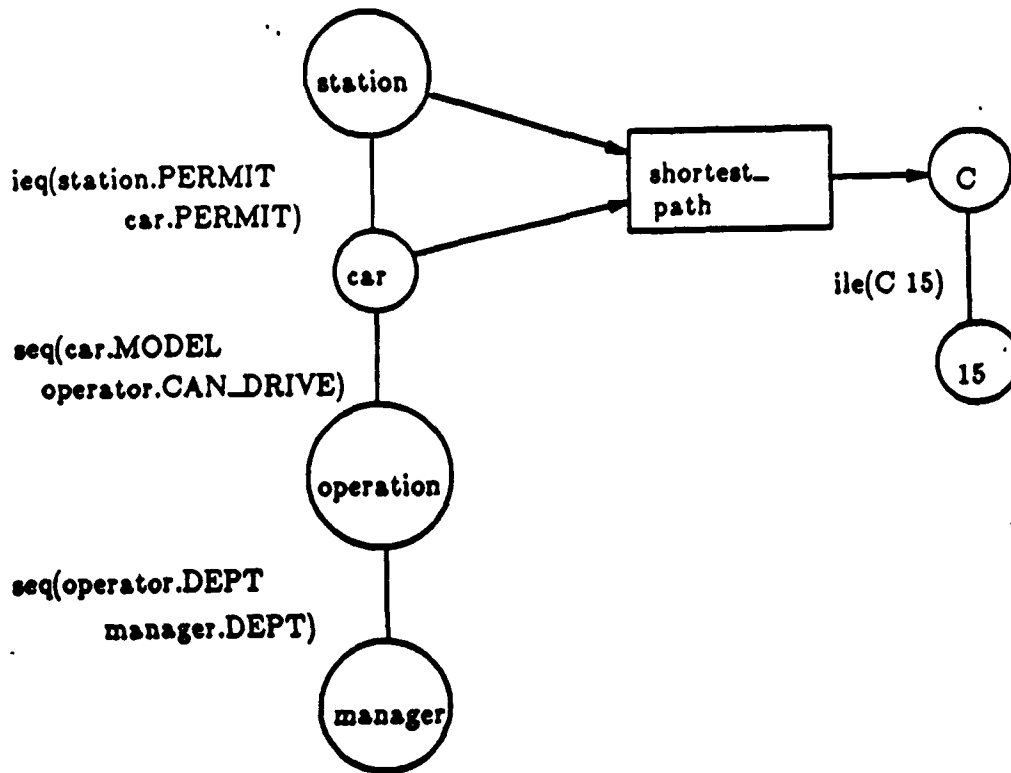 station
ieq(station.PERMIT
car.PERMIT)
shortest_
path
C
car
ile(C 15)
seq(car.MODEL
operator.CAN_DRIVE)
15
operation
seq(operator.DEPT
manager.DEPT)
manager